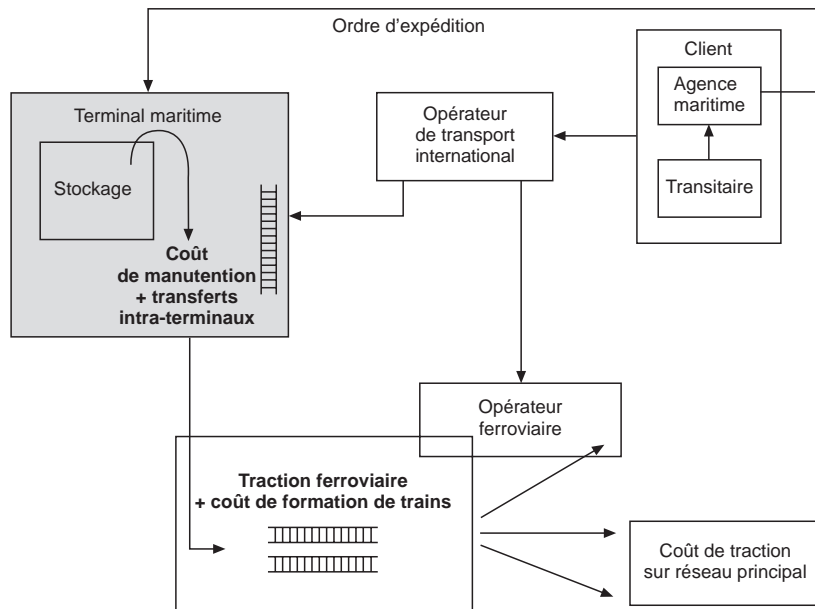 Ordre d'expédition
Client
Agence
maritime
Transitaire
Opérateur
de transport
international
Terminal maritime
Stockage
Coût
de manutention
+ transferts
intra-terminaux
Opérateur
ferroviaire
Traction ferroviaire
+ coût de formation de trains
Coût de traction
sur réseau principal